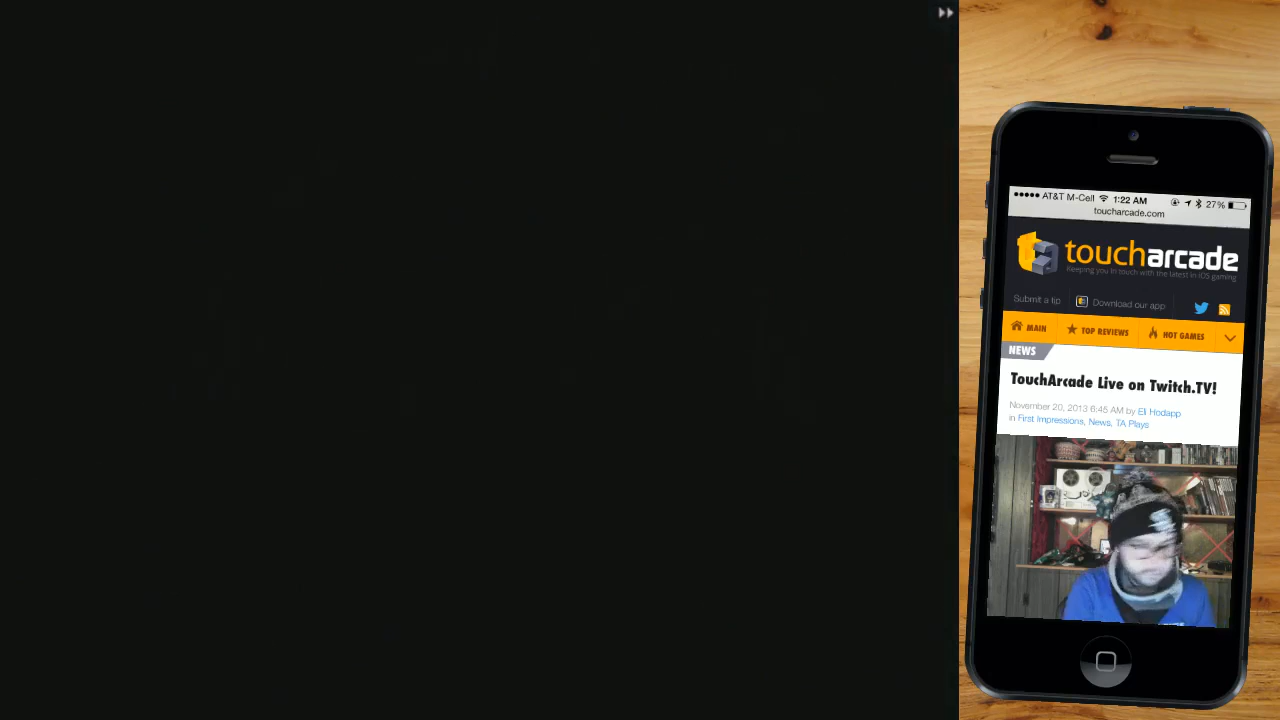 AT&T M-Cell 1:22 AM 27%
toucharcade.com
toucharcade
Keeping you in touch with the latest in iOS gaming
Submit a tip Download our app
MAIN TOP REVIEWS HOT GAMES
NEWS
TouchArcade Live on Twitch.TV!
November 20, 2013 6:45 AM by Eli Hodapp
in First Impressions, News, TA Plays